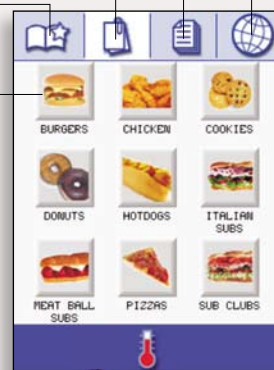 BURGERS
CHICKEN
COOKIES
DONUTS
HOTDOGS
ITALIAN
SUBS
MEAT BALL
SUBS
PIZZAS
SUB CLUBS